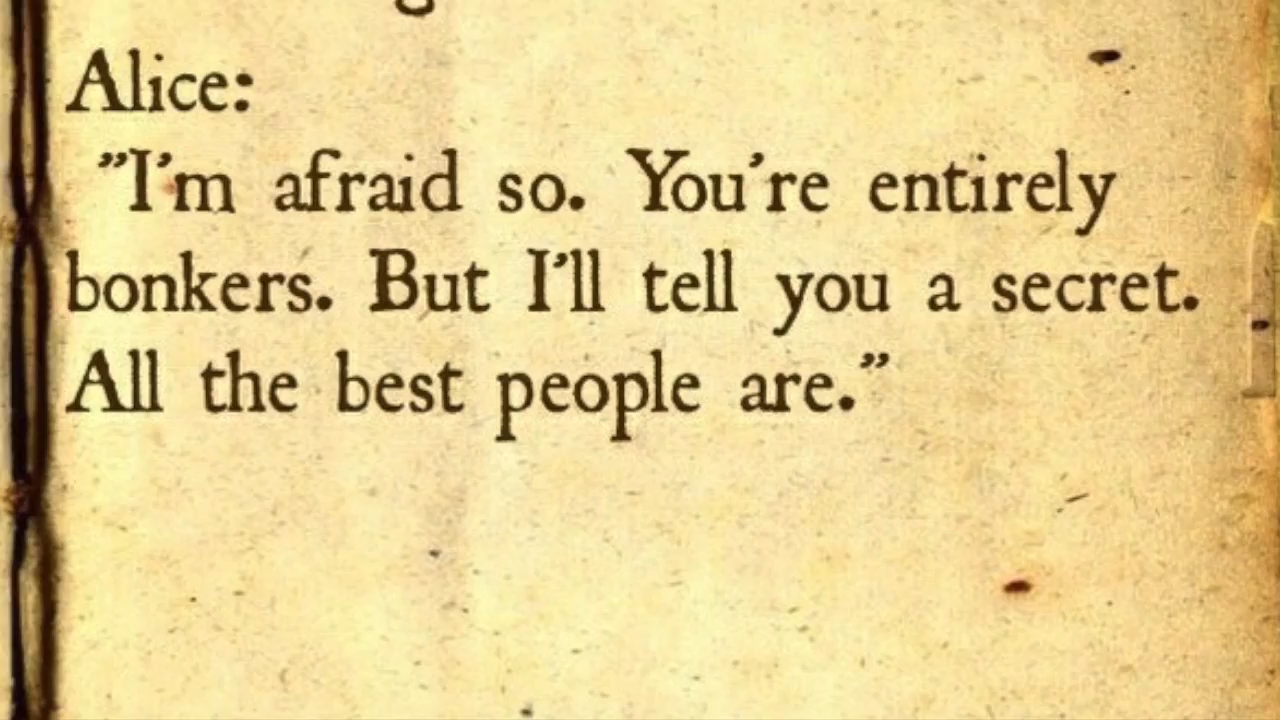 Alice:
"I'm afraid so. You're entirely
bonkers. But I'll tell you a secret.
All the best people are."